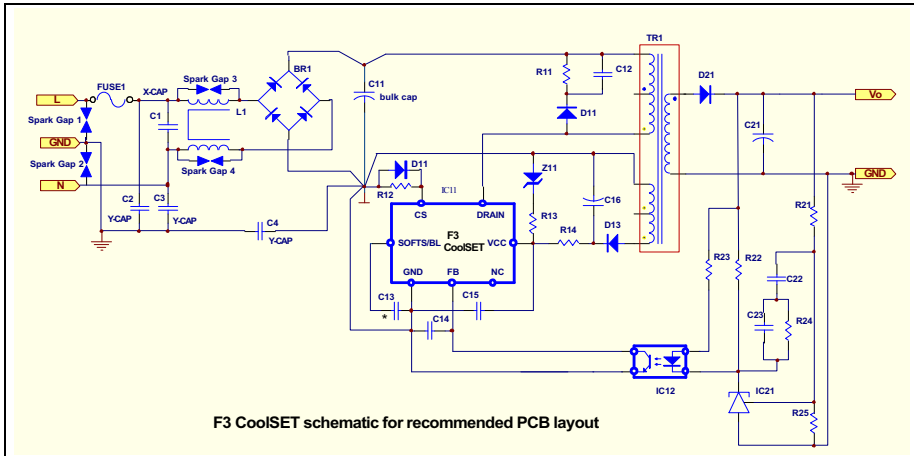 TR1
BR1
Spark Gap 3
FUSE1
X-CAP
L
L1
C1
Spark Gap 1
GND
Spark Gap 2
N
Spark Gap 4
C2
Y-CAP
C3
Y-CAP
C4
Y-CAP
C11
bulk cap
R11
C12
D11
D21
Vo
C21
GND
D11
R12
IC11
CS
DRAIN
F3
CoolSET
SOFTS/BL
VCC
GND
FB
NC
Z11
R13
C16
R14
D13
C13
*
C14
C15
R21
R23
R22
C22
C23
R24
IC12
IC21
R25
F3 CoolSET schematic for recommended PCB layout